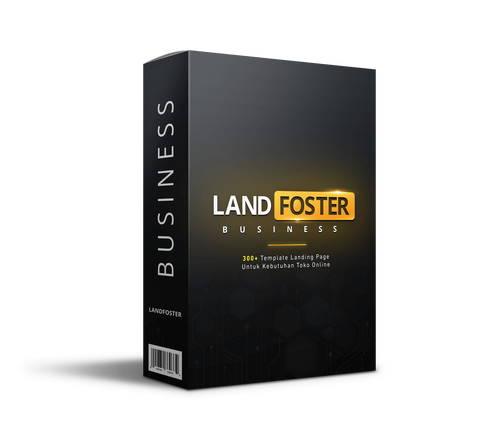 BUSINESS
LANDFOSTER
LAND FOSTER
BUSINESS
300+ Template Landing Page
Untuk Kebutuhan Toko Online